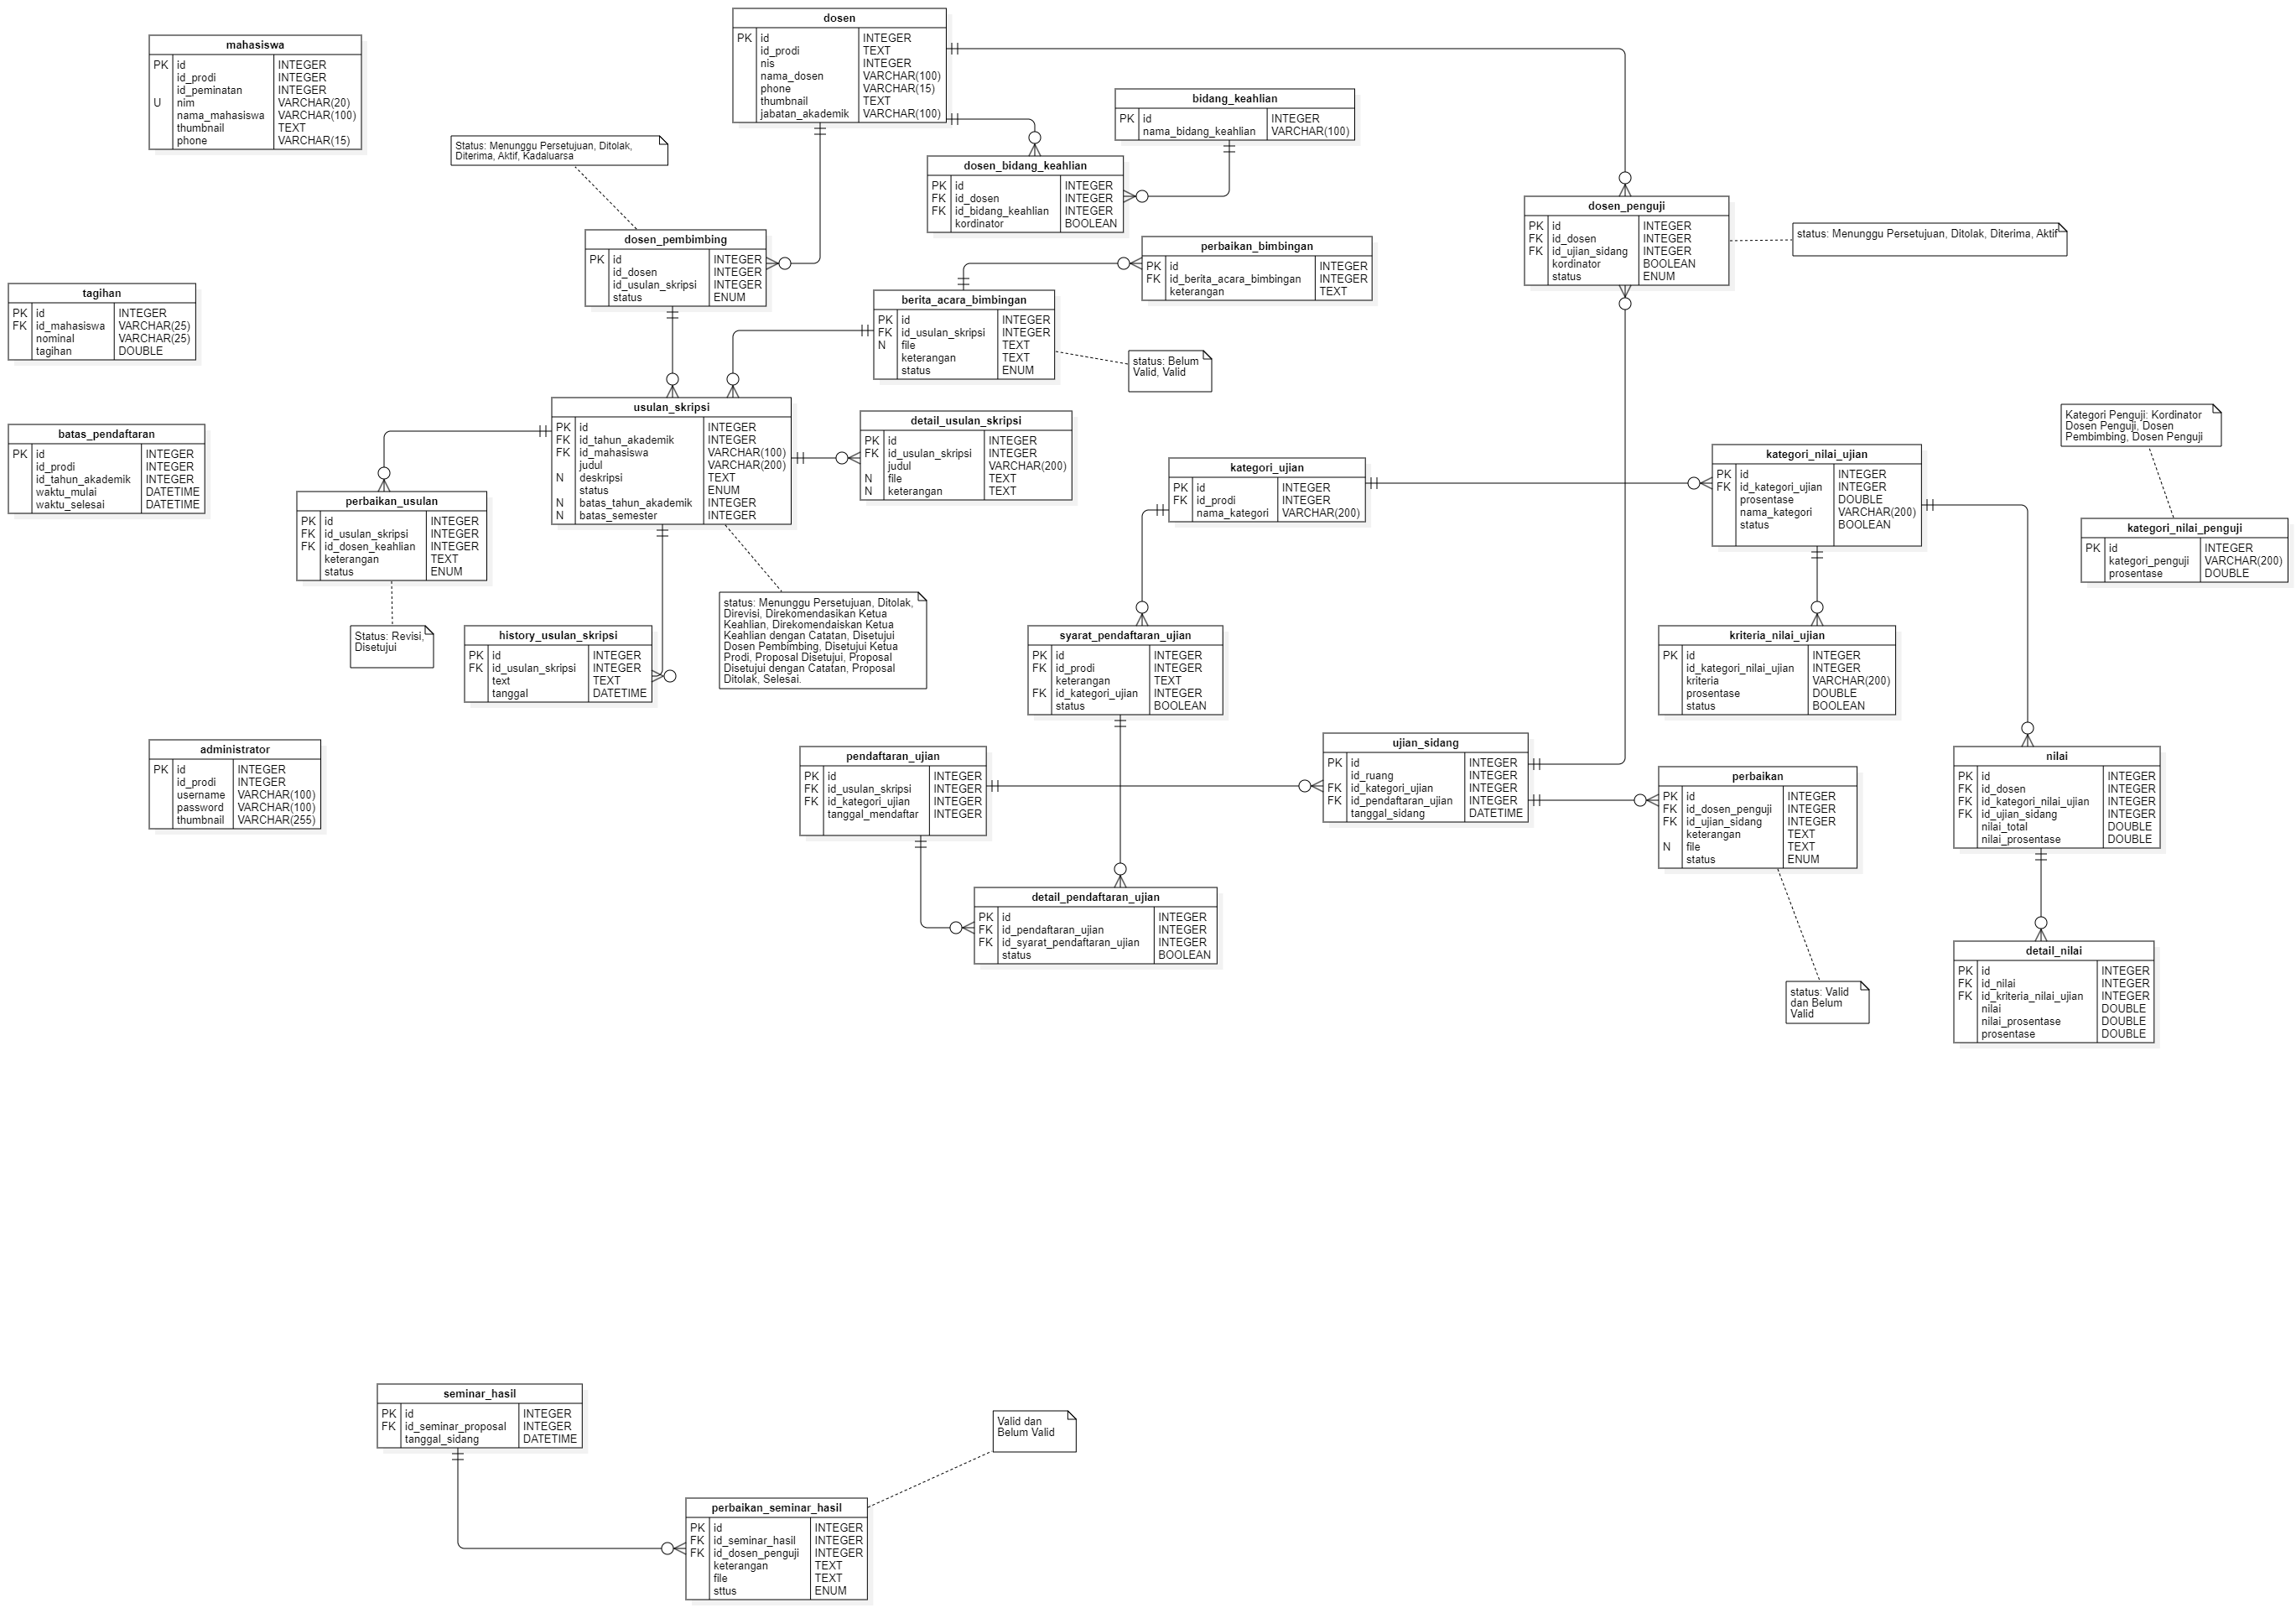 dosen
PK id INTEGER
id_prodi TEXT
nis INTEGER
nama_dosen VARCHAR(100)
phone VARCHAR(15)
thumbnail TEXT
jabatan_akademik VARCHAR(100)
mahasiswa
PK id INTEGER
id_prodi INTEGER
id_peminatan INTEGER
U nim VARCHAR(20)
nama_mahasiswa VARCHAR(100)
thumbnail TEXT
phone VARCHAR(15)
bidang_keahlian
PK id INTEGER
nama_bidang_keahlian VARCHAR(100)
Status: Menunggu Persetujuan, Ditolak,
Diterima, Aktif, Kadaluarsa
dosen_bidang_keahlian
PK id INTEGER
FK id_dosen INTEGER
FK id_bidang_keahlian INTEGER
kordinator BOOLEAN
dosen_penguji
PK id INTEGER
FK id_dosen INTEGER
FK id_ujian_sidang INTEGER
kordinator BOOLEAN
status ENUM
status: Menunggu Persetujuan, Ditolak, Diterima, Aktif
dosen_pembimbing
PK id INTEGER
id_dosen INTEGER
id_usulan_skripsi INTEGER
status ENUM
perbaikan_bimbingan
PK id INTEGER
FK id_berita_acara_bimbingan INTEGER
keterangan TEXT
tagihan
PK id INTEGER
FK id_mahasiswa VARCHAR(25)
nominal VARCHAR(25)
tagihan DOUBLE
berita_acara_bimbingan
PK id INTEGER
FK id_usulan_skripsi INTEGER
N file TEXT
keterangan TEXT
status ENUM
status: Belum
Valid, Valid
usulan_skripsi
PK id INTEGER
FK id_tahun_akademik INTEGER
FK id_mahasiswa VARCHAR(100)
judul VARCHAR(200)
N deskripsi TEXT
status ENUM
N batas_tahun_akademik INTEGER
N batas_semester INTEGER
detail_usulan_skripsi
PK id INTEGER
FK id_usulan_skripsi INTEGER
judul VARCHAR(200)
N file TEXT
N keterangan TEXT
Kategori Penguji: Kordinator
Dosen Penguji, Dosen
Pembimbing, Dosen Penguji
batas_pendaftaran
PK id INTEGER
id_prodi INTEGER
id_tahun_akademik INTEGER
waktu_mulai DATETIME
waktu_selesai DATETIME
kategori_ujian
PK id INTEGER
FK id_prodi INTEGER
nama_kategori VARCHAR(200)
kategori_nilai_ujian
PK id INTEGER
FK id_kategori_ujian INTEGER
prosentase DOUBLE
nama_kategori VARCHAR(200)
status BOOLEAN
perbaikan_usulan
PK id INTEGER
FK id_usulan_skripsi INTEGER
FK id_dosen_keahlian INTEGER
keterangan TEXT
status ENUM
kategori_nilai_penguji
PK id INTEGER
kategori_penguji VARCHAR(200)
prosentase DOUBLE
status: Menunggu Persetujuan, Ditolak,
Direvisi, Direkomendasikan Ketua
Keahlian, Direkomendaiskan Ketua
Keahlian dengan Catatan, Disetujui
Dosen Pembimbing, Disetujui Ketua
Prodi, Proposal Disetujui, Proposal
Disetujui dengan Catatan, Proposal
Ditolak, Selesai.
Status: Revisi,
Disetujui
history_usulan_skripsi
PK id INTEGER
FK id_usulan_skripsi INTEGER
text TEXT
tanggal DATETIME
syarat_pendaftaran_ujian
PK id INTEGER
FK id_prodi INTEGER
keterangan TEXT
FK id_kategori_ujian INTEGER
status BOOLEAN
kriteria_nilai_ujian
PK id INTEGER
id_kategori_nilai_ujian INTEGER
kriteria VARCHAR(200)
prosentase DOUBLE
status BOOLEAN
administrator
PK id INTEGER
id_prodi INTEGER
username VARCHAR(100)
password VARCHAR(100)
thumbnail VARCHAR(255)
pendaftaran_ujian
PK id INTEGER
FK id_usulan_skripsi INTEGER
FK id_kategori_ujian INTEGER
tanggal_mendaftar INTEGER
ujian_sidang
PK id INTEGER
id_ruang INTEGER
FK id_kategori_ujian INTEGER
FK id_pendaftaran_ujian INTEGER
tanggal_sidang DATETIME
perbaikan
PK id INTEGER
FK id_dosen_penguji INTEGER
FK id_ujian_sidang INTEGER
keterangan TEXT
N file TEXT
status ENUM
nilai
PK id INTEGER
FK id_dosen INTEGER
FK id_kategori_nilai_ujian INTEGER
FK id_ujian_sidang INTEGER
nilai_total DOUBLE
nilai_prosentase DOUBLE
detail_pendaftaran_ujian
PK id INTEGER
FK id_pendaftaran_ujian INTEGER
FK id_syarat_pendaftaran_ujian INTEGER
status BOOLEAN
status: Valid
dan Belum
Valid
detail_nilai
PK id INTEGER
FK id_nilai INTEGER
FK id_kriteria_nilai_ujian INTEGER
nilai DOUBLE
nilai_prosentase DOUBLE
prosentase DOUBLE
seminar_hasil
PK id INTEGER
FK id_seminar_proposal INTEGER
tanggal_sidang DATETIME
Valid dan
Belum Valid
perbaikan_seminar_hasil
PK id INTEGER
FK id_seminar_hasil INTEGER
FK id_dosen_penguji INTEGER
keterangan TEXT
file TEXT
sttus ENUM